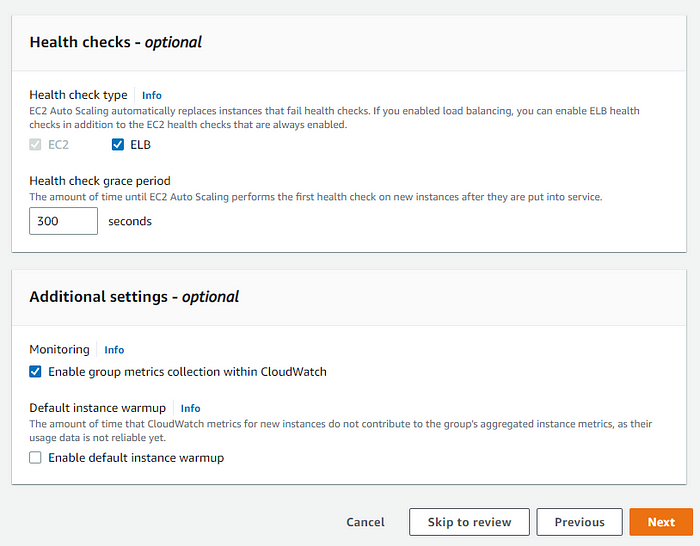 Health checks - optional
Health check type Info
EC2 Auto Scaling automatically replaces instances that fail health checks. If you enabled load balancing, you can enable ELB health
checks in addition to the EC2 health checks that are always enabled.
EC2 ELB
Health check grace period
The amount of time until EC2 Auto Scaling performs the first health check on new instances after they are put into service.
300 seconds
Additional settings - optional
Monitoring Info
Enable group metrics collection within CloudWatch
Default instance warmup Info
The amount of time that CloudWatch metrics for new instances do not contribute to the group's aggregated instance metrics, as their
usage data is not reliable yet.
Enable default instance warmup
Cancel Skip to review Previous Next